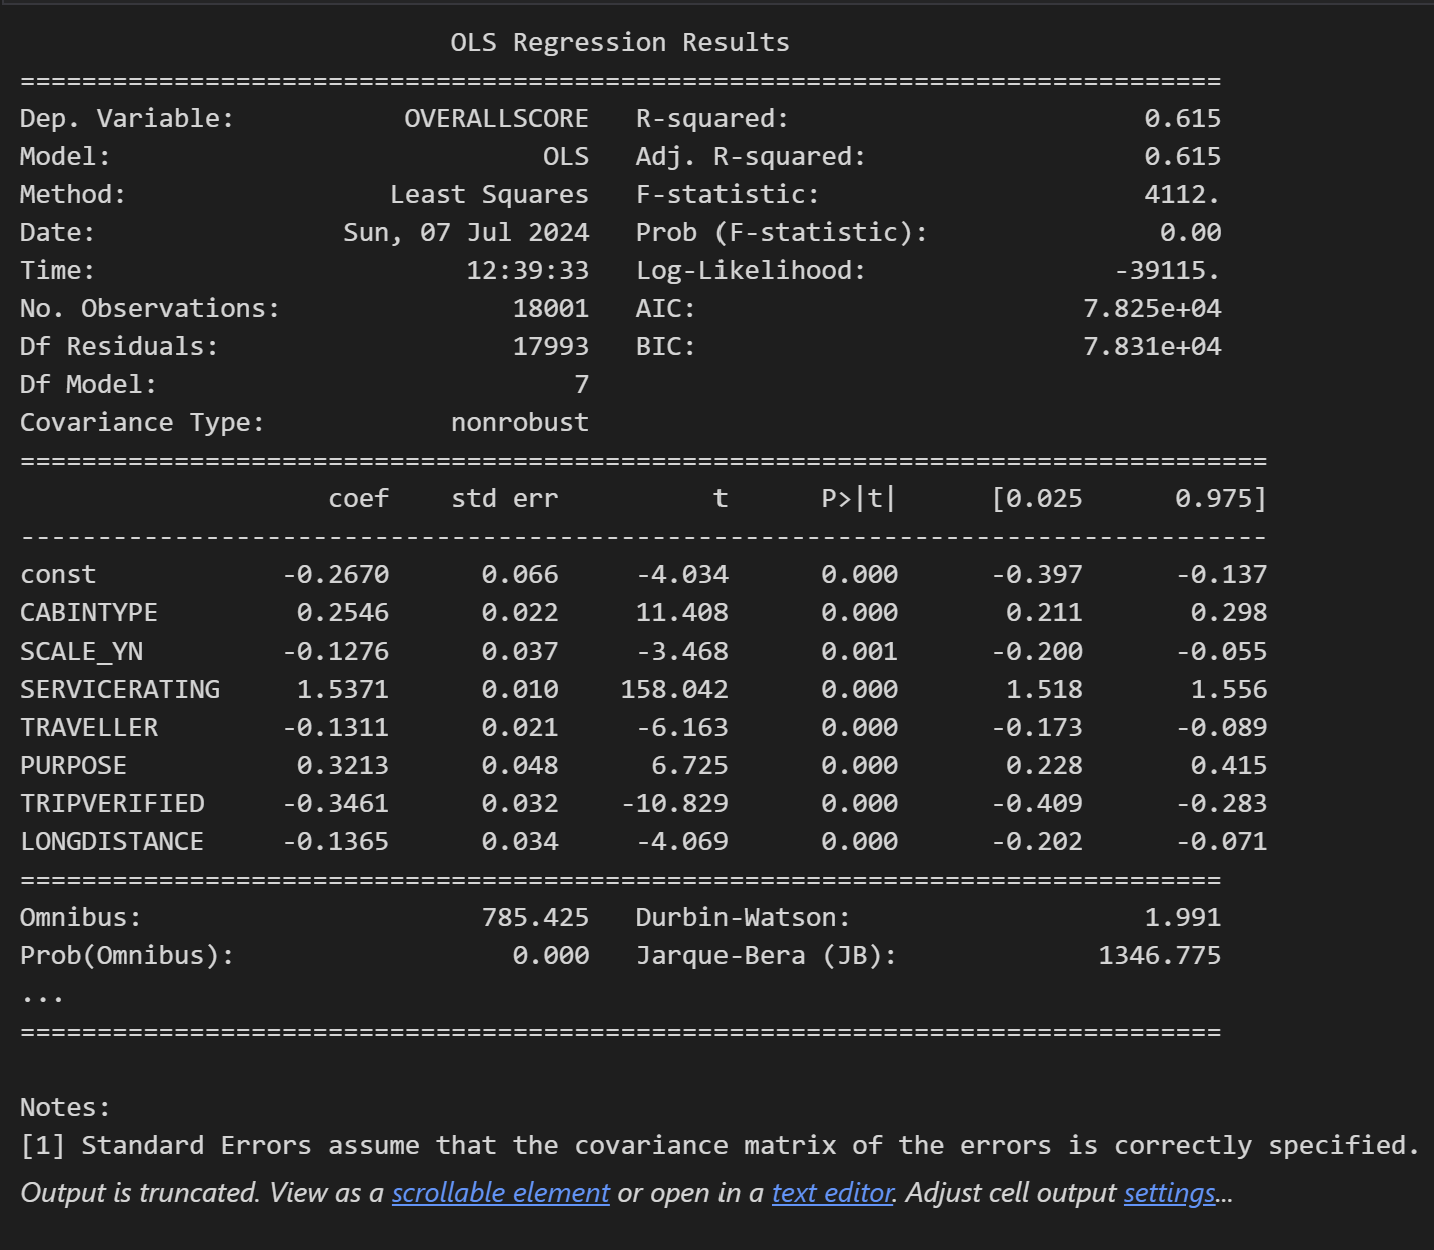 OLS Regression Results
==============================================================================
Dep. Variable:           OVERALLSCORE   R-squared:                       0.615
Model:                            OLS   Adj. R-squared:                  0.615
Method:                 Least Squares   F-statistic:                     4112.
Date:                Sun, 07 Jul 2024   Prob (F-statistic):               0.00
Time:                        12:39:33   Log-Likelihood:                -39115.
No. Observations:               18001   AIC:                         7.825e+04
Df Residuals:                   17993   BIC:                         7.831e+04
Df Model:                           7
Covariance Type:            nonrobust
=================================================================================
                    coef    std err          t      P>|t|      [0.025      0.975]
---------------------------------------------------------------------------------
const            -0.2670      0.066     -4.034      0.000      -0.397      -0.137
CABINTYPE         0.2546      0.022     11.408      0.000       0.211       0.298
SCALE_YN         -0.1276      0.037     -3.468      0.001      -0.200      -0.055
SERVICERATING     1.5371      0.010    158.042      0.000       1.518       1.556
TRAVELLER        -0.1311      0.021     -6.163      0.000      -0.173      -0.089
PURPOSE           0.3213      0.048      6.725      0.000       0.228       0.415
TRIPVERIFIED     -0.3461      0.032    -10.829      0.000      -0.409      -0.283
LONGDISTANCE     -0.1365      0.034     -4.069      0.000      -0.202      -0.071
==============================================================================
Omnibus:                      785.425   Durbin-Watson:                   1.991
Prob(Omnibus):                  0.000   Jarque-Bera (JB):             1346.775
...
==============================================================================
Notes:
[1] Standard Errors assume that the covariance matrix of the errors is correctly specified.
Output is truncated. View as a scrollable element or open in a text editor. Adjust cell output settings...